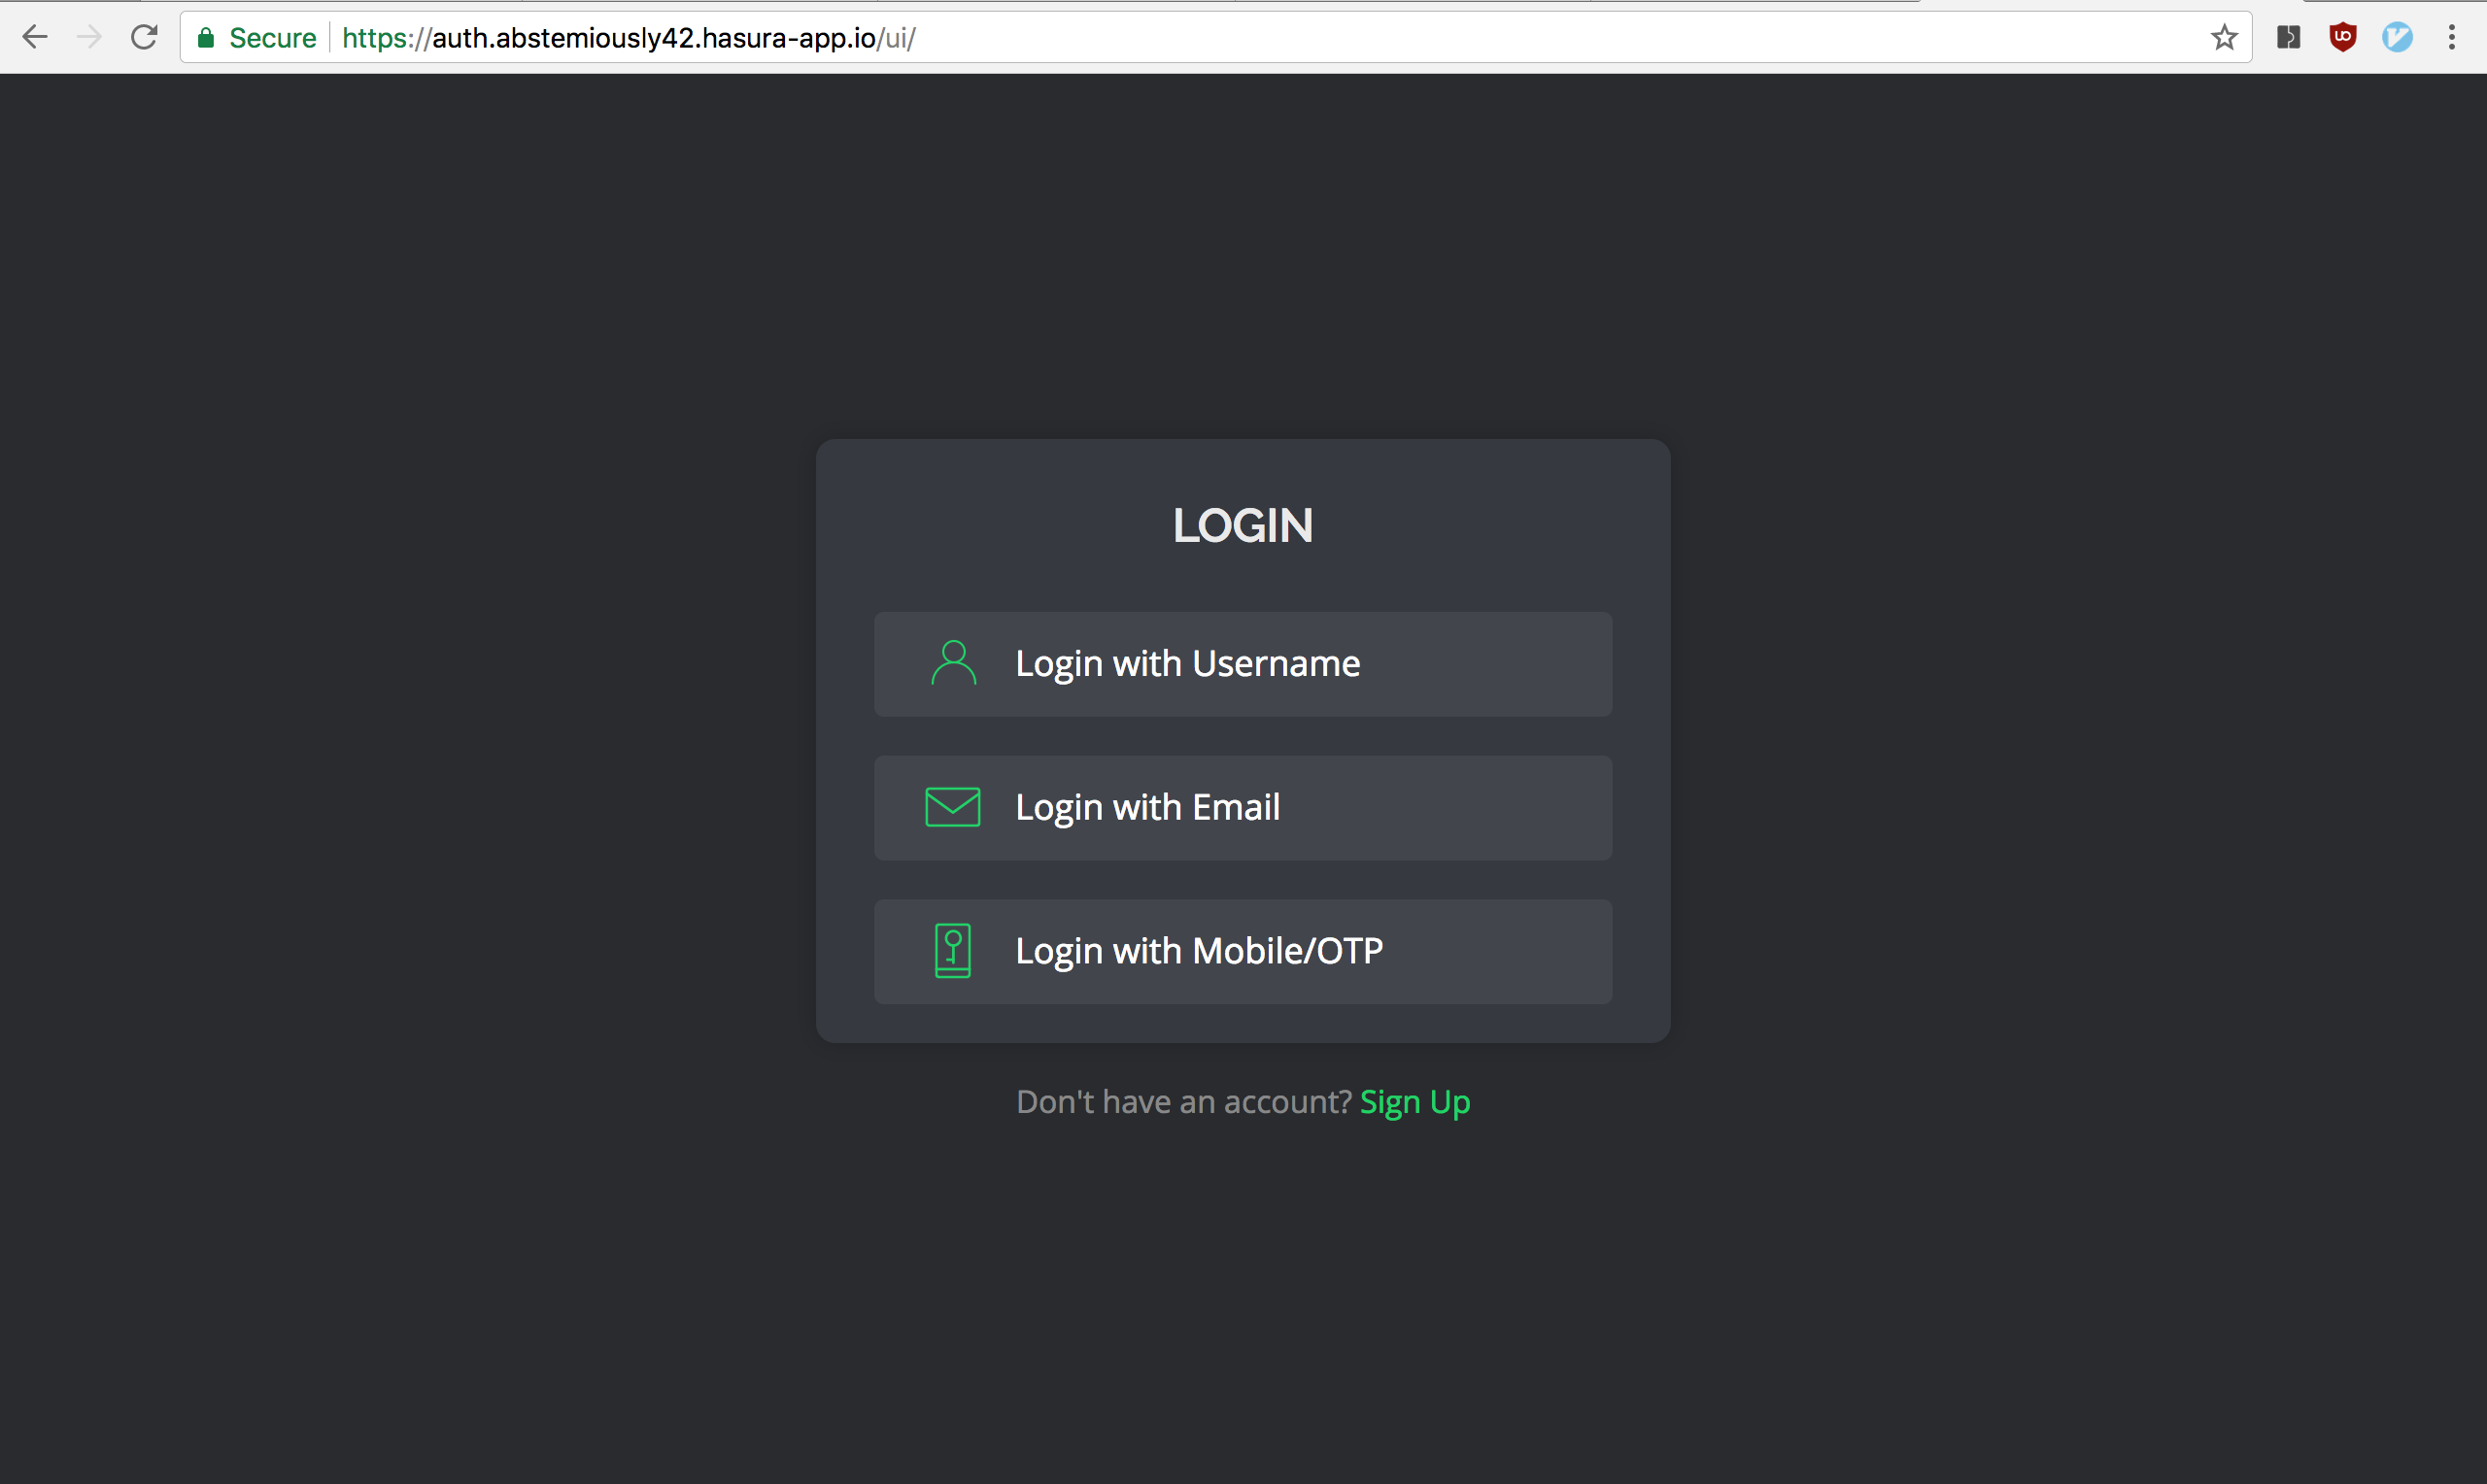 Secure https://auth.abstemiously42.hasura-app.io/ui/
LOGIN
Login with Username
Login with Email
Login with Mobile/OTP
Don't have an account? Sign Up